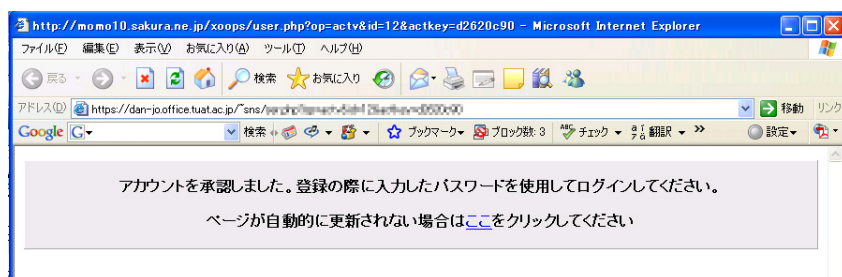 http://momo10.sakura.ne.jp/xoops/user.php?op=actv&id=12&actkey=d2620c90 - Microsoft Internet Explorer
ファイル(F) 編集(E) 表示(V) お気に入り(A) ツール(T) ヘルプ(H)
戻る 検索 お気に入り
アドレス(D) https://dan-jo.office.tuat.ac.jp/~sns/ 移動 リンク
Google G 検索 ブックマーク ブロック数: 3 ABC チェック 翻訳 » 設定
アカウントを承認しました。登録の際に入力したパスワードを使用してログインしてください。
ページが自動的に更新されない場合はここをクリックしてください